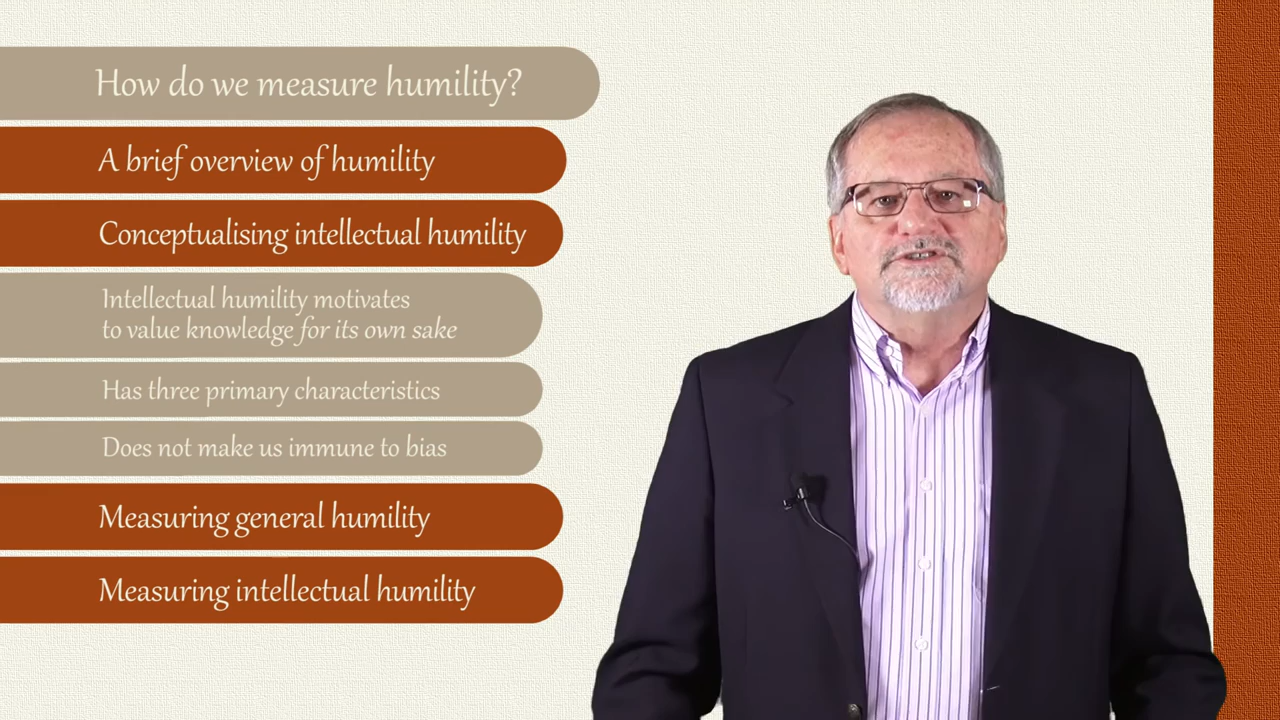 How do we measure humility?
A brief overview of humility
Conceptualising intellectual humility
Intellectual humility motivates
to value knowledge for its own sake
Has three primary characteristics
Does not make us immune to bias
Measuring general humility
Measuring intellectual humility